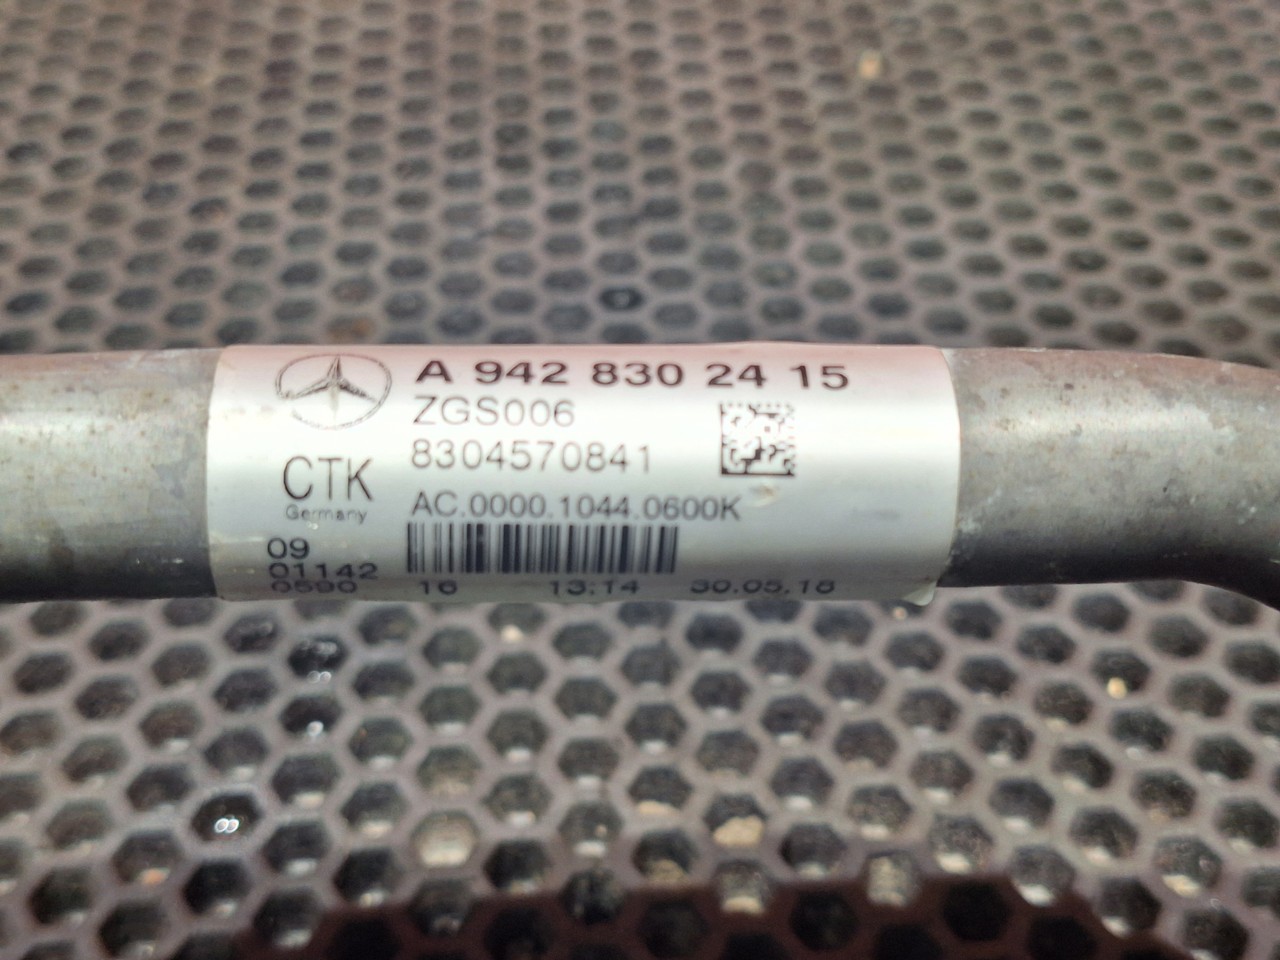 A 942 830 24 15
ZGS006
8304570841
CTK
Germany
AC.0000.1044.0600K
09
01142
0590 16 13:14 30.05.18